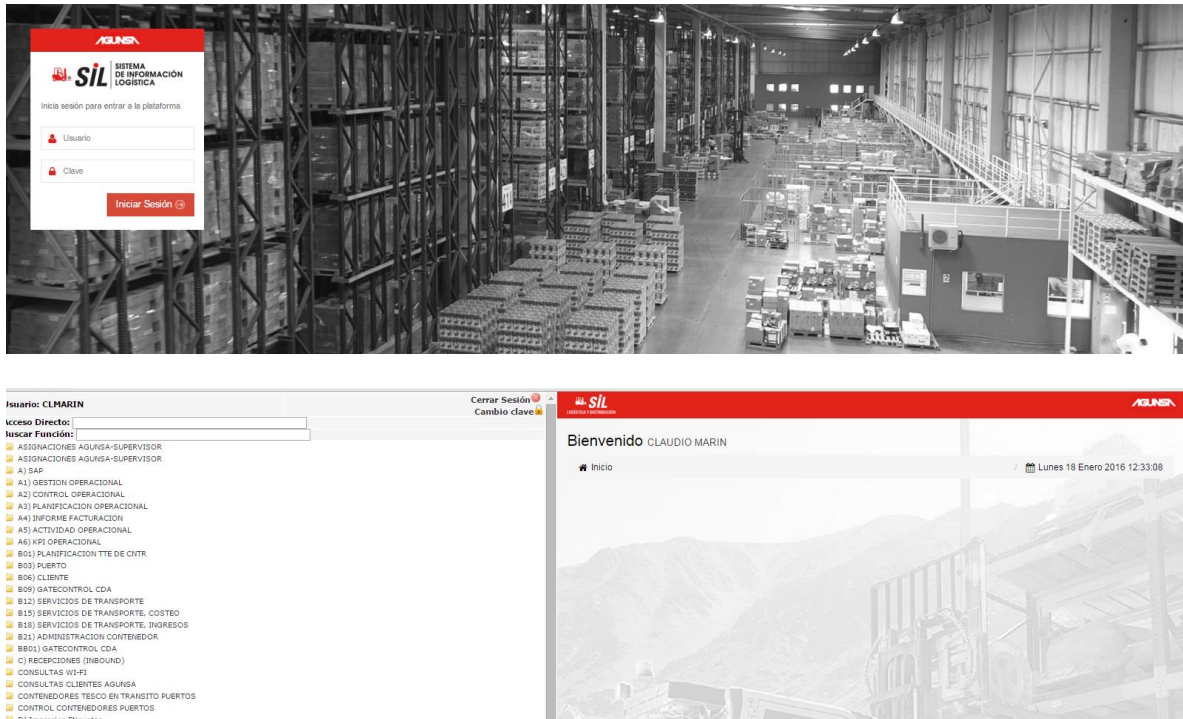 AGUNSA
SIL SISTEMA
DE INFORMACIÓN
LOGÍSTICA
Inicia sesión para entrar a la plataforma
Usuario
Clave
Iniciar Sesión
Usuario: CLMARIN
Cerrar Sesión
Cambio clave
Acceso Directo:
Buscar Función:
ASIGNACIONES AGUNSA-SUPERVISOR
ASIGNACIONES AGUNSA-SUPERVISOR
A) SAP
A1) GESTION OPERACIONAL
A2) CONTROL OPERACIONAL
A3) PLANIFICACION OPERACIONAL
A4) INFORME FACTURACION
A5) ACTIVIDAD OPERACIONAL
A6) KPI OPERACIONAL
B01) PLANIFICACION TTE DE CNTR
B03) PUERTO
B06) CLIENTE
B09) GATECONTROL CDA
B12) SERVICIOS DE TRANSPORTE
B15) SERVICIOS DE TRANSPORTE, COSTEO
B18) SERVICIOS DE TRANSPORTE, INGRESOS
B21) ADMINISTRACION CONTENEDOR
BB01) GATECONTROL CDA
C) RECEPCIONES (INBOUND)
CONSULTAS WI-FI
CONSULTAS CLIENTES AGUNSA
CONTENEDORES TESCO EN TRANSITO PUERTOS
CONTROL CONTENEDORES PUERTOS
SIL
LOGÍSTICA Y DISTRIBUCIÓN
AGUNSA
Bienvenido CLAUDIO MARIN
Inicio
/ Lunes 18 Enero 2016 12:33:08